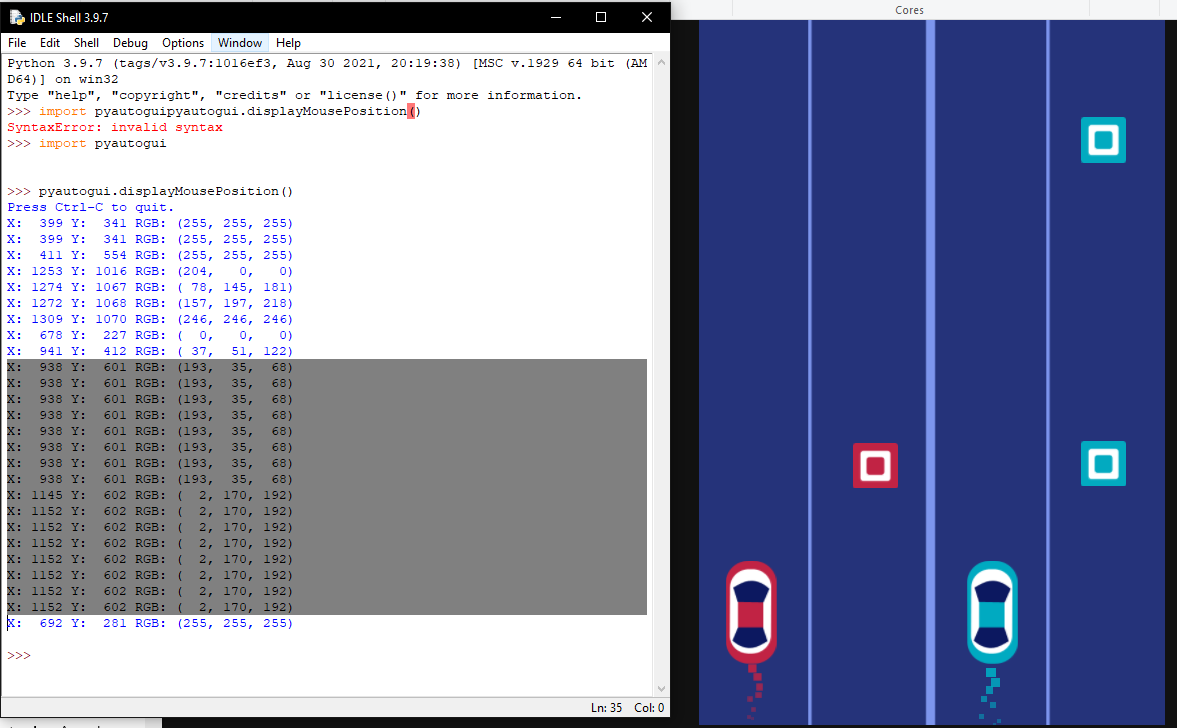 IDLE Shell 3.9.7
File Edit Shell Debug Options Window Help
Cores
Python 3.9.7 (tags/v3.9.7:1016ef3, Aug 30 2021, 20:19:38) [MSC v.1929 64 bit (AM
D64)] on win32
Type "help", "copyright", "credits" or "license()" for more information.
>>> import pyautoguipyautogui.displayMousePosition()
SyntaxError: invalid syntax
>>> import pyautogui
>>> pyautogui.displayMousePosition()
Press Ctrl-C to quit.
X:  399 Y:  341 RGB: (255, 255, 255)
X:  399 Y:  341 RGB: (255, 255, 255)
X:  411 Y:  554 RGB: (255, 255, 255)
X: 1253 Y: 1016 RGB: (204,   0,   0)
X: 1274 Y: 1067 RGB: ( 78, 145, 181)
X: 1272 Y: 1068 RGB: (157, 197, 218)
X: 1309 Y: 1070 RGB: (246, 246, 246)
X:  678 Y:  227 RGB: (  0,   0,   0)
X:  941 Y:  412 RGB: ( 37,  51, 122)
X:  938 Y:  601 RGB: (193,  35,  68)
X:  938 Y:  601 RGB: (193,  35,  68)
X:  938 Y:  601 RGB: (193,  35,  68)
X:  938 Y:  601 RGB: (193,  35,  68)
X:  938 Y:  601 RGB: (193,  35,  68)
X:  938 Y:  601 RGB: (193,  35,  68)
X:  938 Y:  601 RGB: (193,  35,  68)
X:  938 Y:  601 RGB: (193,  35,  68)
X: 1145 Y:  602 RGB: (  2, 170, 192)
X: 1152 Y:  602 RGB: (  2, 170, 192)
X: 1152 Y:  602 RGB: (  2, 170, 192)
X: 1152 Y:  602 RGB: (  2, 170, 192)
X: 1152 Y:  602 RGB: (  2, 170, 192)
X: 1152 Y:  602 RGB: (  2, 170, 192)
X: 1152 Y:  602 RGB: (  2, 170, 192)
X: 1152 Y:  602 RGB: (  2, 170, 192)
X:  692 Y:  281 RGB: (255, 255, 255)
>>>
Ln: 35 Col: 0